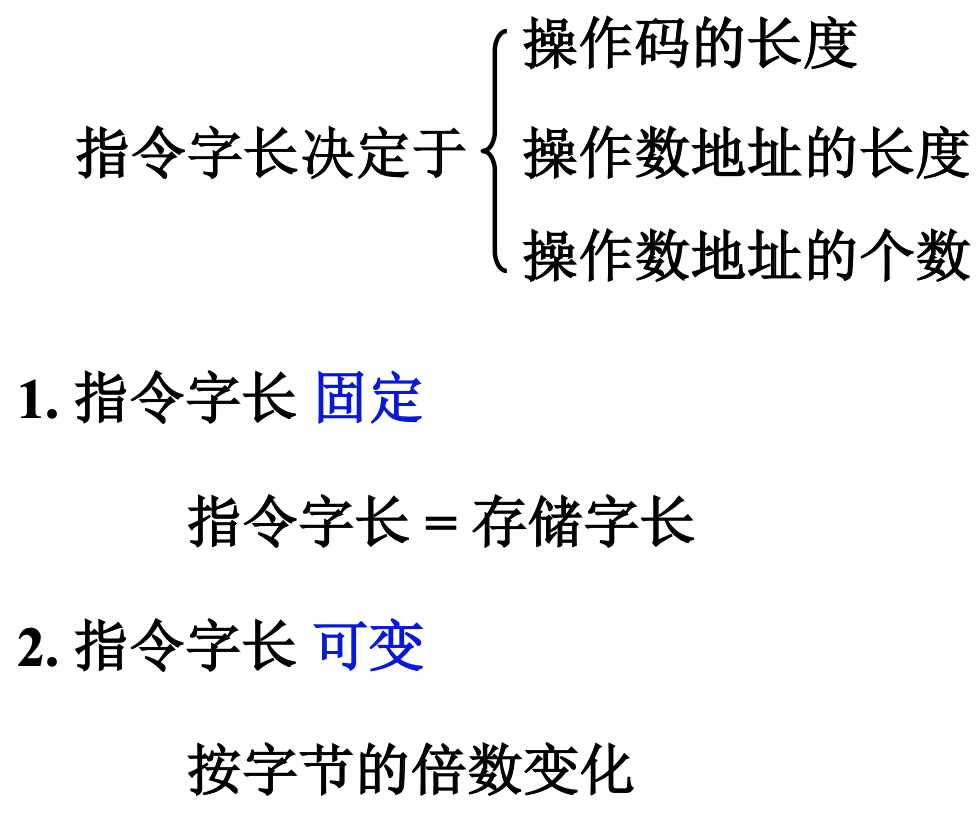 操作码的长度
指令字长决定于
操作数地址的长度
操作数地址的个数
1. 指令字长 固定
指令字长 = 存储字长
2. 指令字长 可变
按字节的倍数变化